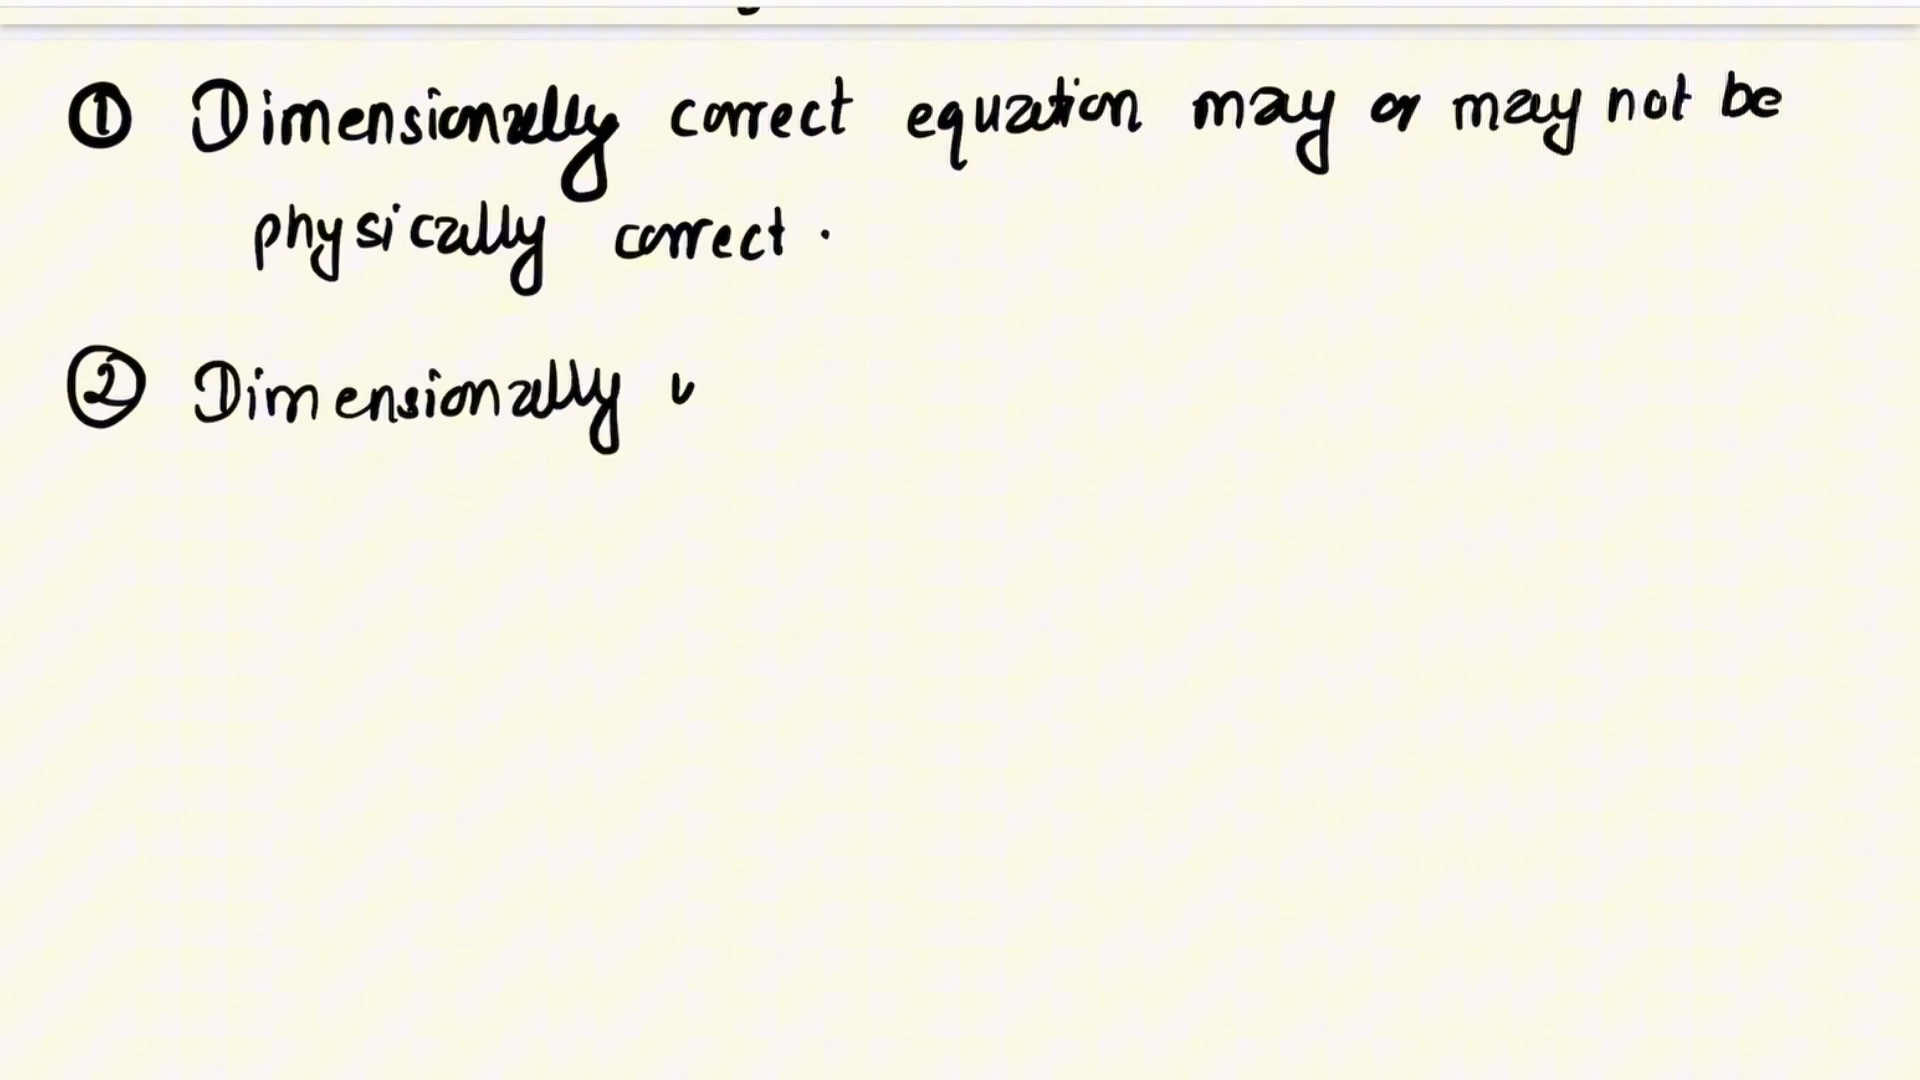 ① Dimensionally correct equation may or may not be
physically correct.
② Dimensionally